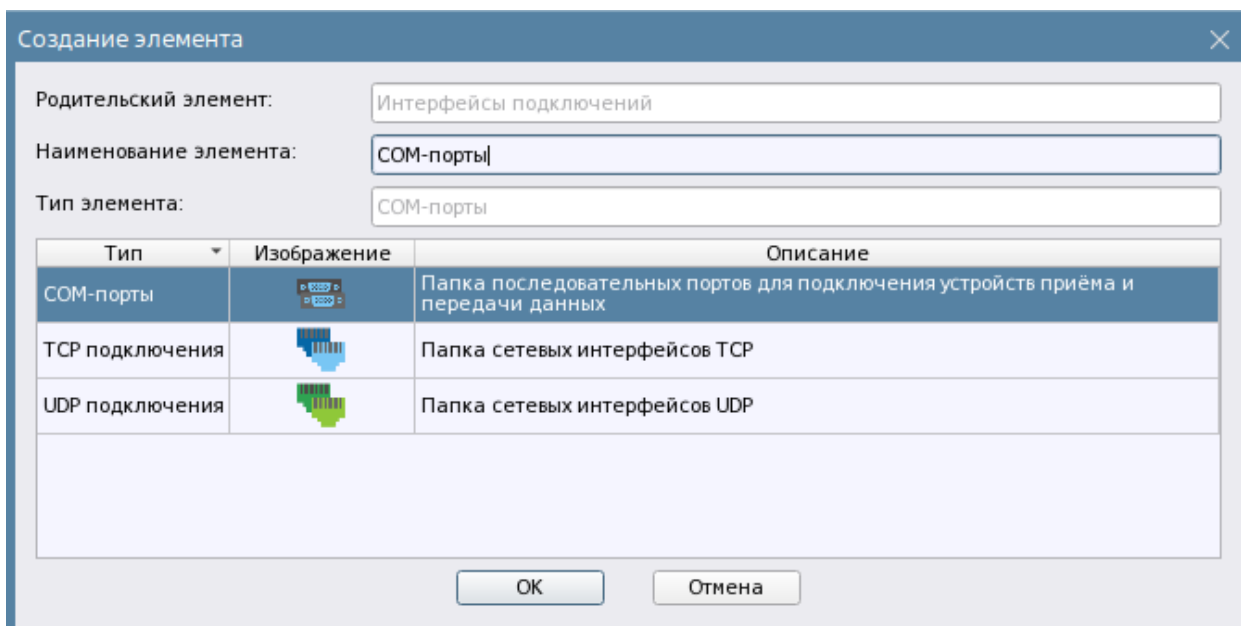 Создание элемента
Родительский элемент: Интерфейсы подключений
Наименование элемента: COM-порты
Тип элемента: COM-порты
Тип Изображение Описание
COM-порты Папка последовательных портов для подключения устройств приёма и
передачи данных
TCP подключения Папка сетевых интерфейсов TCP
UDP подключения Папка сетевых интерфейсов UDP
OK Отмена